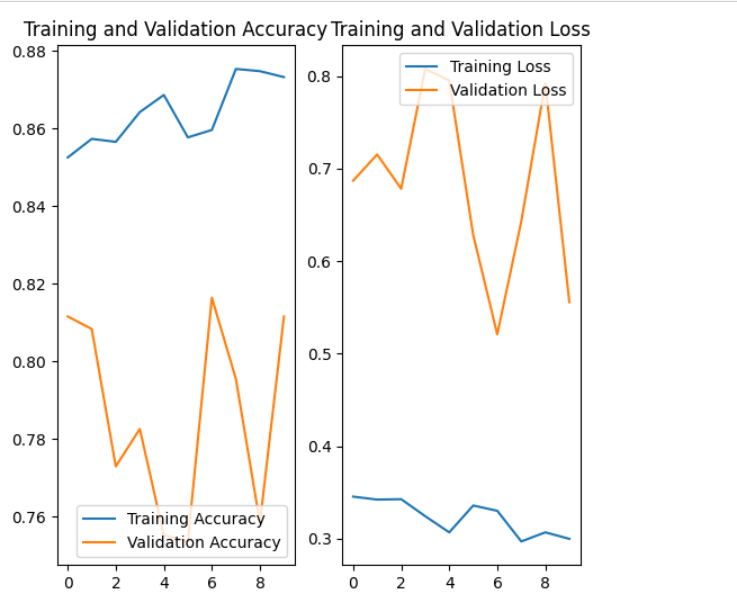 Training and Validation Accuracy
0.88
0.86
0.84
0.82
0.80
0.78
0.76
Training Accuracy
Validation Accuracy
0 2 4 6 8
Training and Validation Loss
Training Loss
Validation Loss
0.8
0.7
0.6
0.5
0.4
0.3
0 2 4 6 8